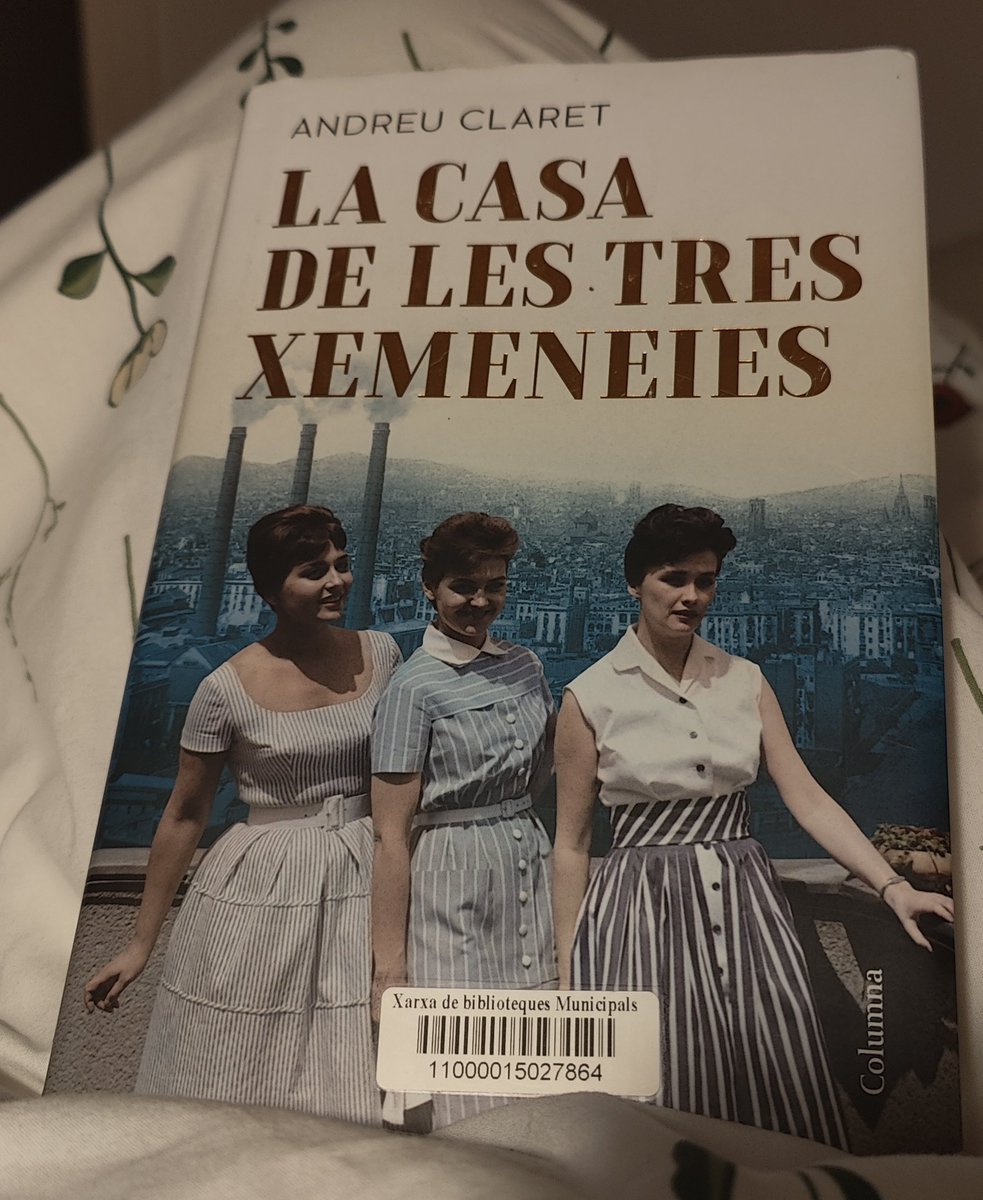 ANDREU CLARET
LA CASA
DE LES TRES
XEMENEIES
Xarxa de biblioteques Municipals
11000015027864
Columna